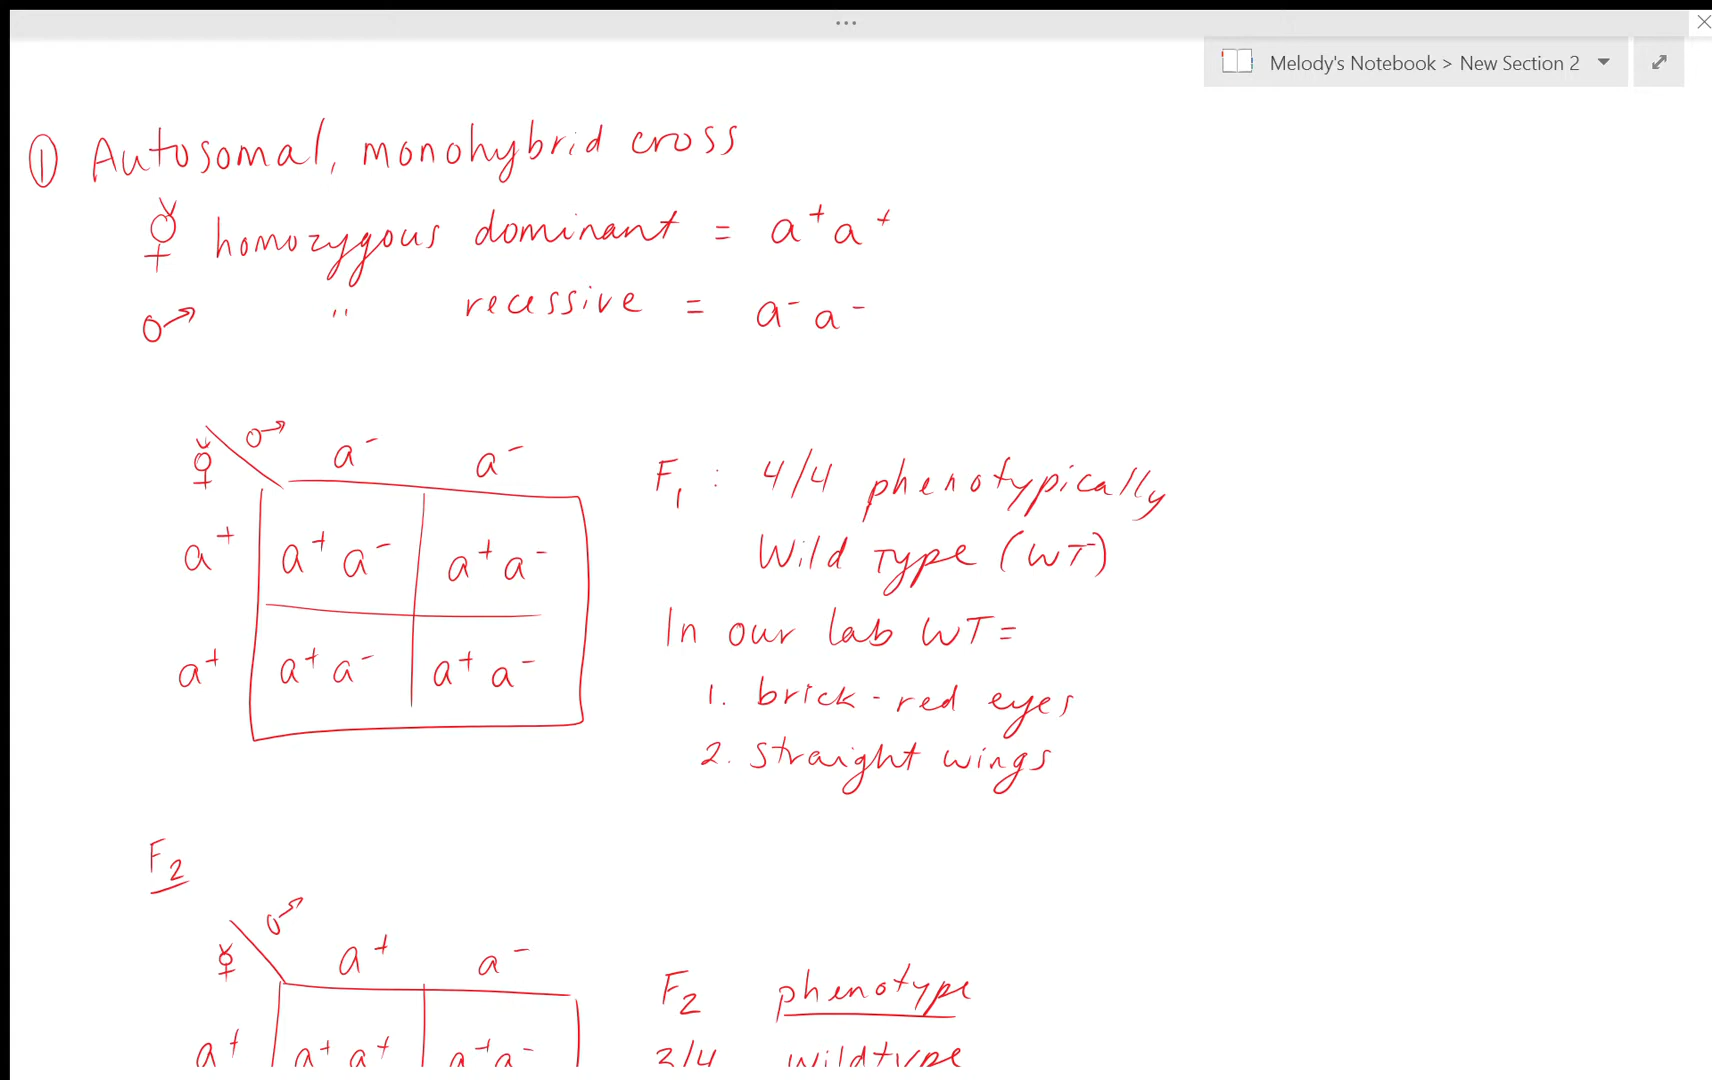 Melody's Notebook > New Section 2
① Autosomal, monohybrid cross
☿ homozygous dominant = a⁺a⁺
♂ " recessive = a⁻a⁻
☿ ♂ a⁻ a⁻
a⁺ a⁺a⁻ a⁺a⁻
a⁺ a⁺a⁻ a⁺a⁻
F₁ : 4/4 phenotypically
Wild Type (WT)
In our lab WT =
1. brick-red eyes
2. straight wings
F₂
☿ ♂ a⁺ a⁻
a⁺ a⁺a⁺ a⁺a⁻
F₂ phenotype
wildtype